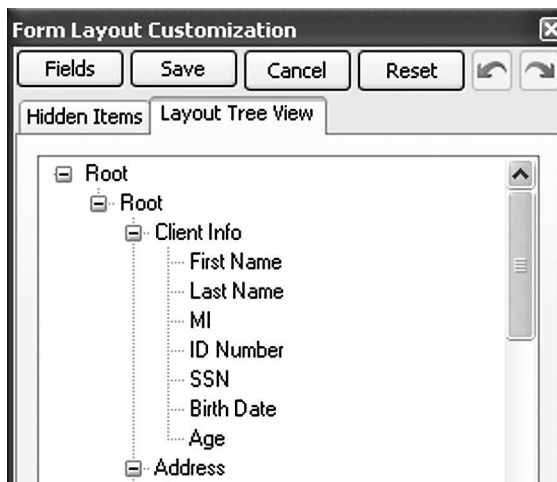 Form Layout Customization
Fields Save Cancel Reset
Hidden Items Layout Tree View
Root
Root
Client Info
First Name
Last Name
MI
ID Number
SSN
Birth Date
Age
Address